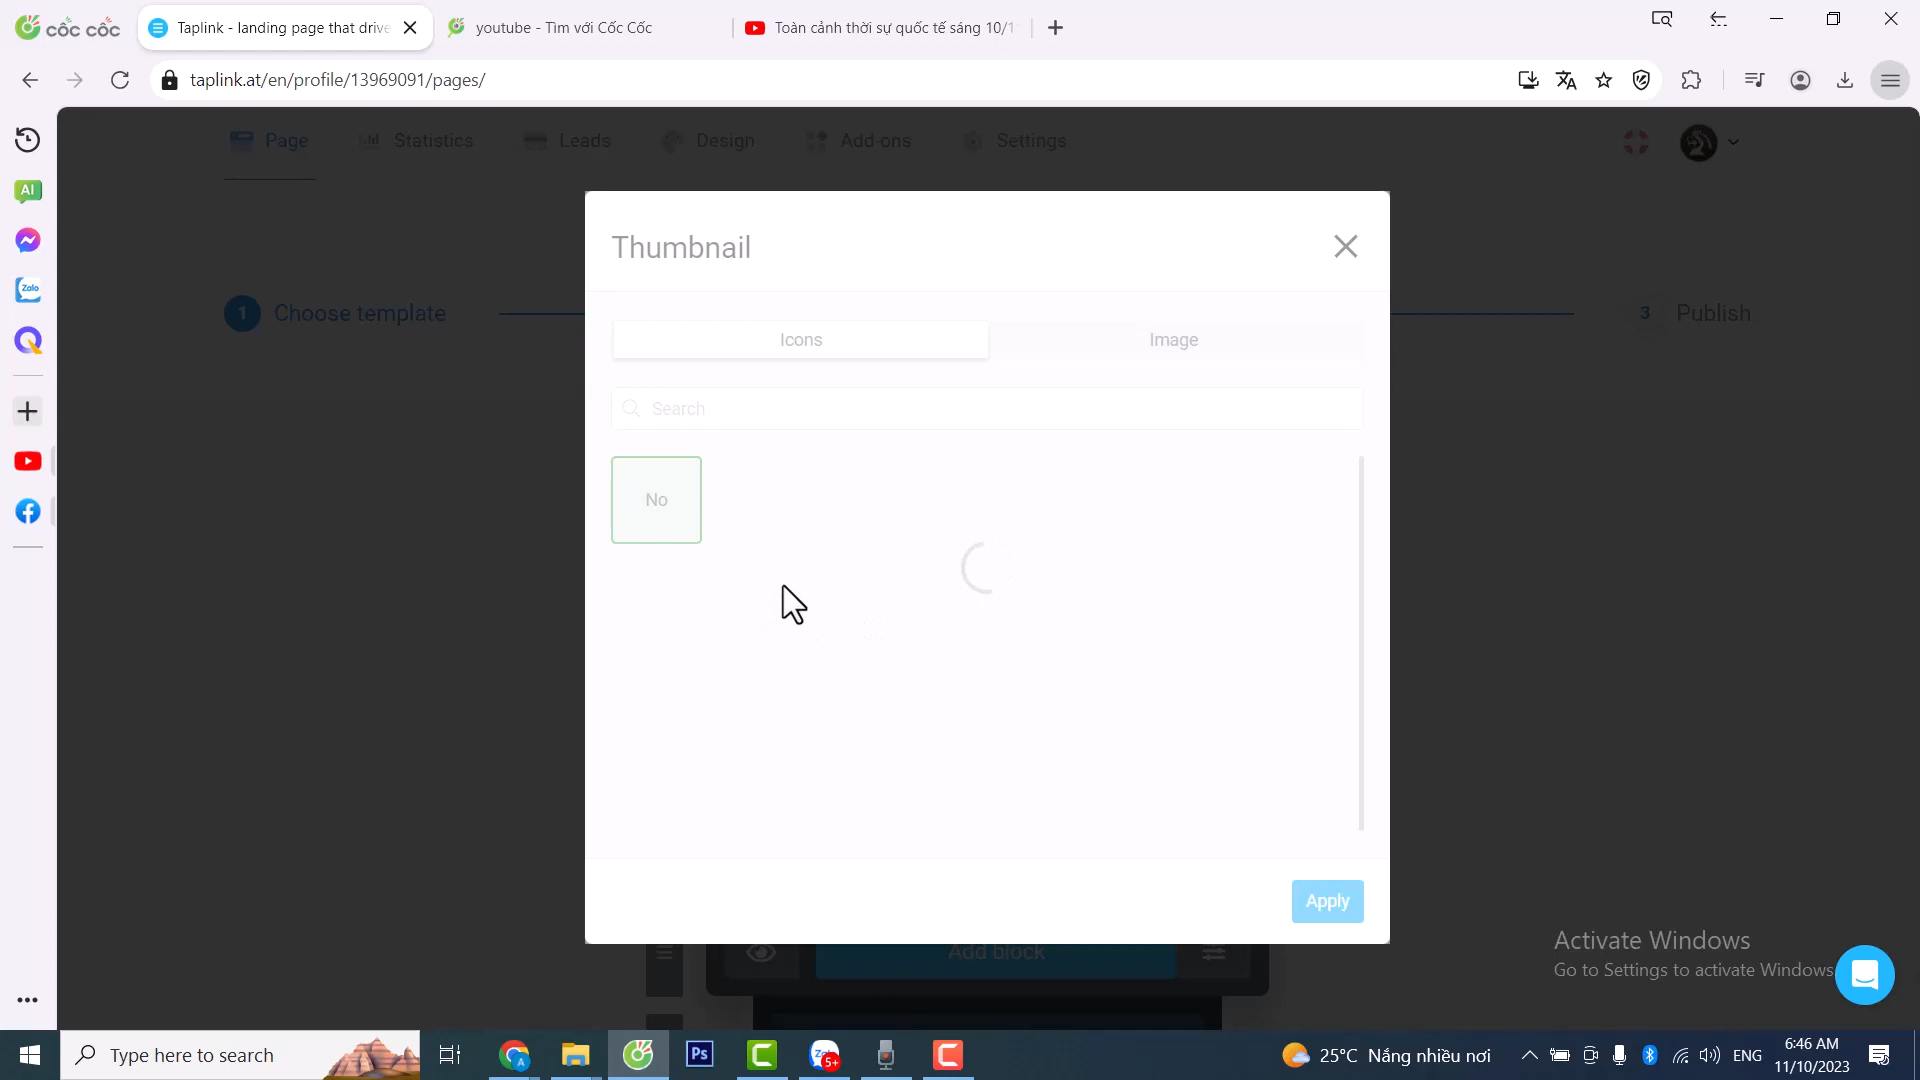 cốc cốc
Taplink - landing page that drive
youtube - Tìm với Cốc Cốc
Toàn cảnh thời sự quốc tế sáng 10/1
taplink.at/en/profile/13969091/pages/
AI
Zalo
Page
Statistics
Leads
Design
Add-ons
Settings
Thumbnail
1
Choose template
3
Publish
Icons
Image
Search
No
Apply
Add block
Activate Windows
Go to Settings to activate Windows.
Type here to search
Ps
5+
25°C Nắng nhiều nơi
ENG
6:46 AM
11/10/2023